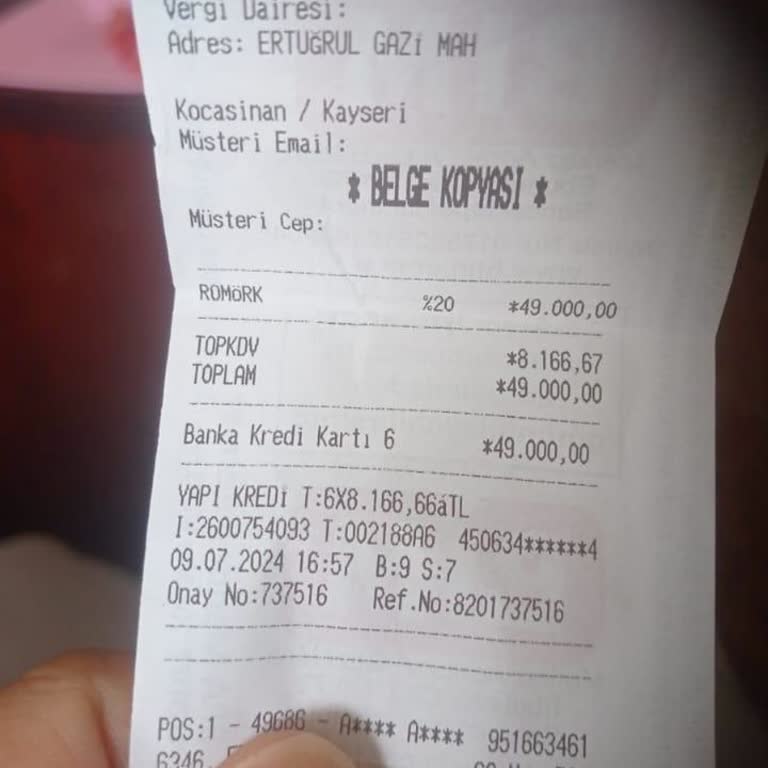 Vergi Dairesi:
Adres: ERTUĞRUL GAZİ MAH
Kocasinan / Kayseri
Müsteri Email:
* BELGE KOPYASI *
Müsteri Cep:
ROMöRK %20 *49.000,00
TOPKDV *8.166,67
TOPLAM *49.000,00
Banka Kredi Kartı 6 *49.000,00
YAPI KREDİ T:6X8.166,66áTL
I:2600754093 T:002188A6 450634******4
09.07.2024 16:57 B:9 S:7
Onay No:737516 Ref.No:8201737516
POS:1 - 49686 - A**** A**** 951663461
6346